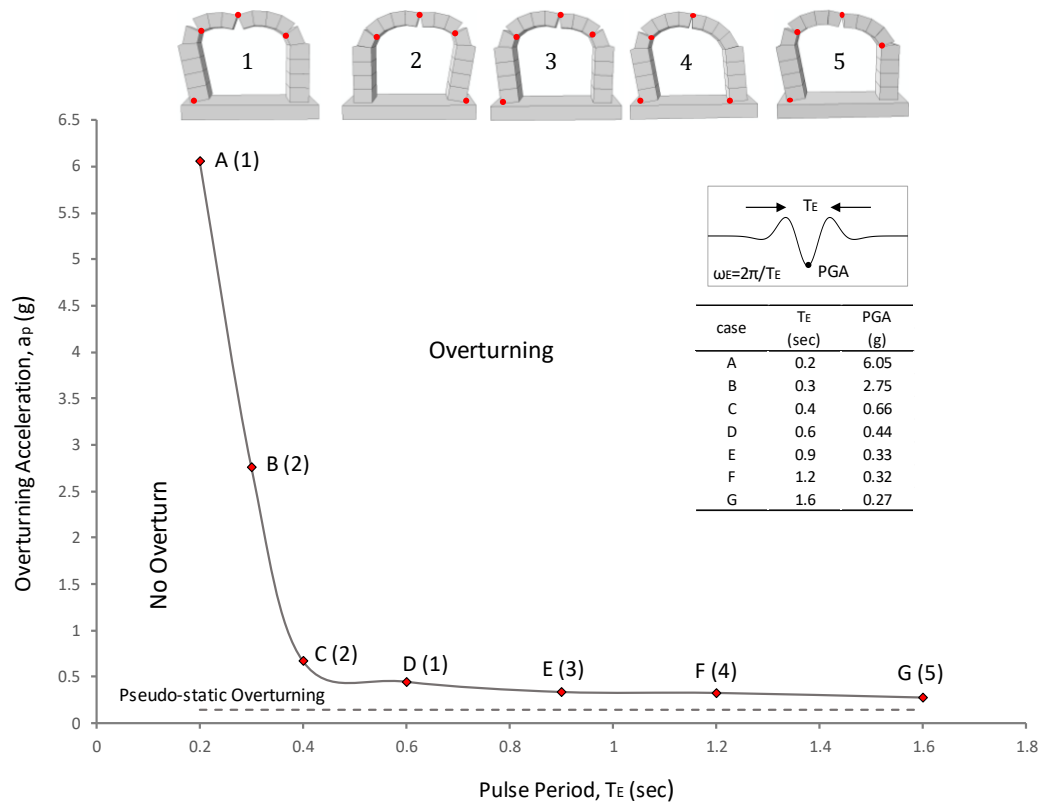 1 2 3 4 5
6.5
6
5.5
5
4.5
4
3.5
3
2.5
2
1.5
1
0.5
0
Overturning Acceleration, ap (g)
A (1)
B (2)
C (2)
D (1)
E (3)
F (4)
G (5)
No Overturn
Overturning
Pseudo-static Overturning
TE
ωE=2π/TE
PGA
case TE (sec) PGA (g)
A 0.2 6.05
B 0.3 2.75
C 0.4 0.66
D 0.6 0.44
E 0.9 0.33
F 1.2 0.32
G 1.6 0.27
0 0.2 0.4 0.6 0.8 1 1.2 1.4 1.6 1.8
Pulse Period, TE (sec)